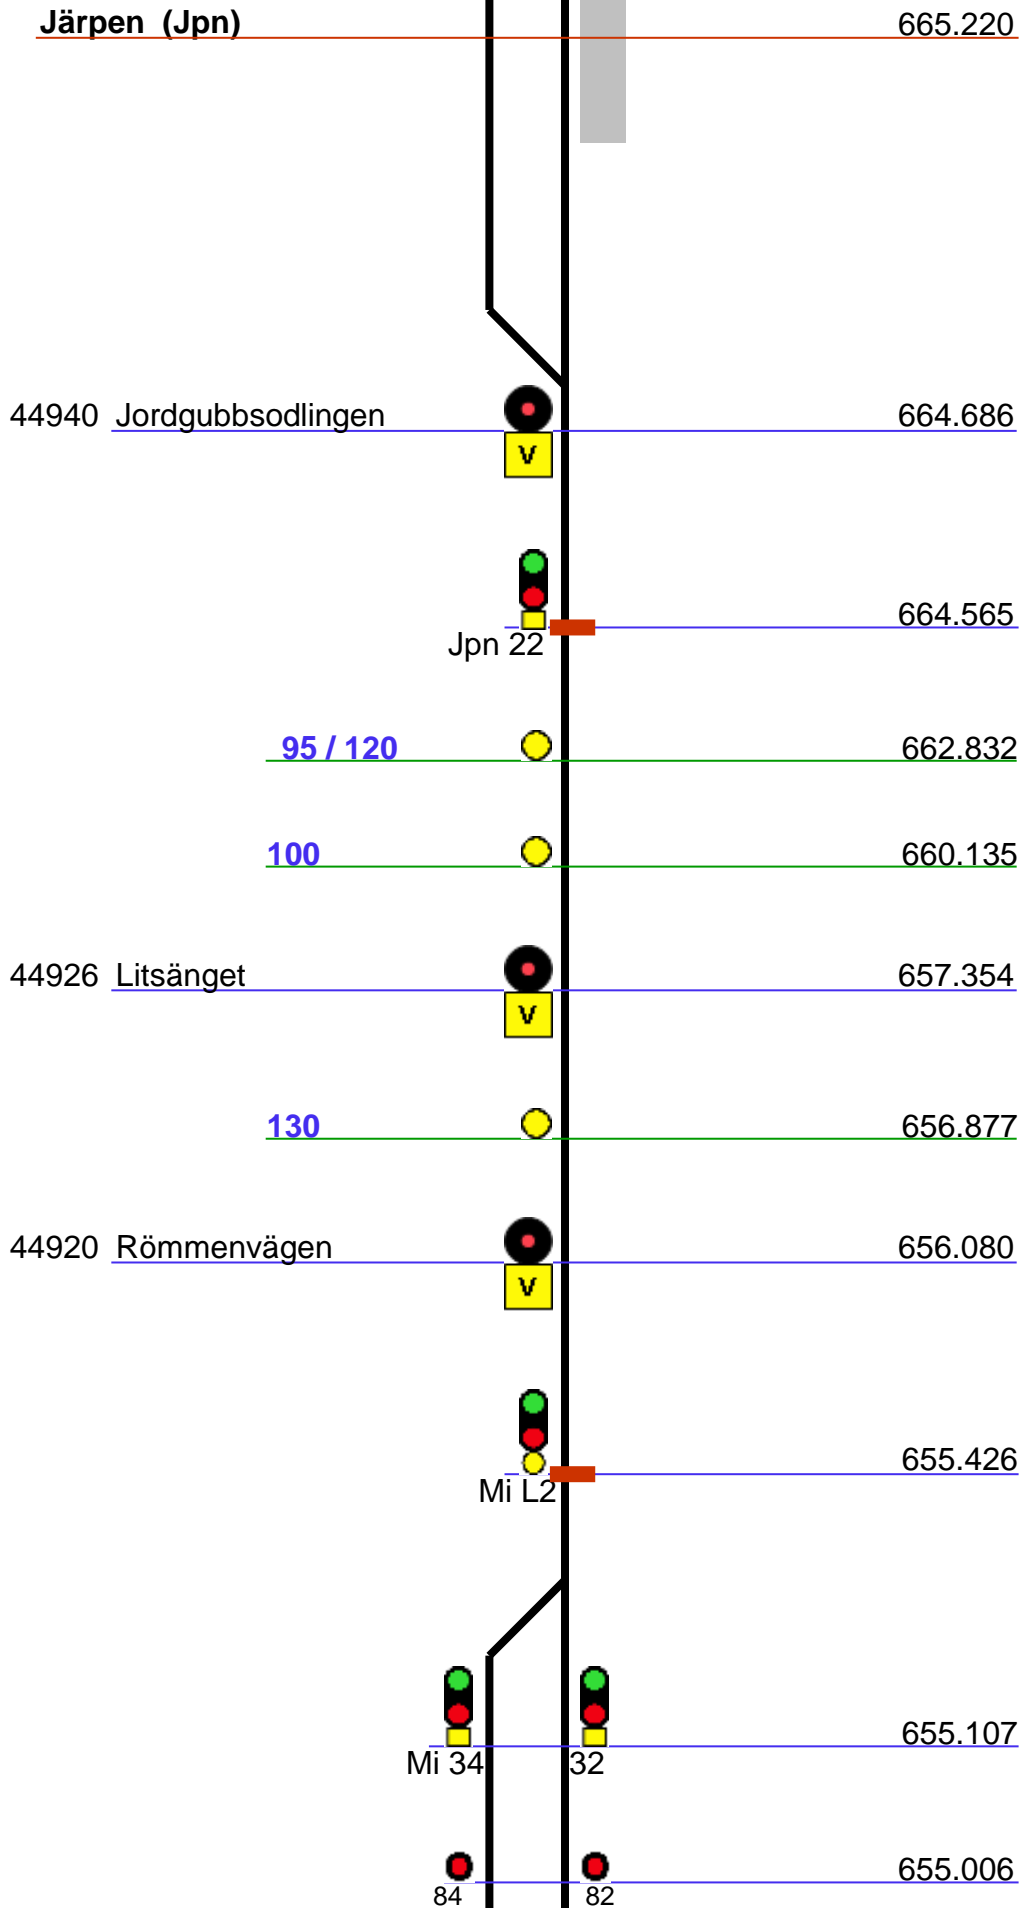 Järpen (Jpn) 665.220
44940 Jordgubbsodlingen 664.686
V
664.565
Jpn 22
95 / 120 662.832
100 660.135
44926 Litsänget 657.354
V
130 656.877
44920 Römmenvägen 656.080
V
655.426
Mi L2
655.107
Mi 34 32
655.006
84 82